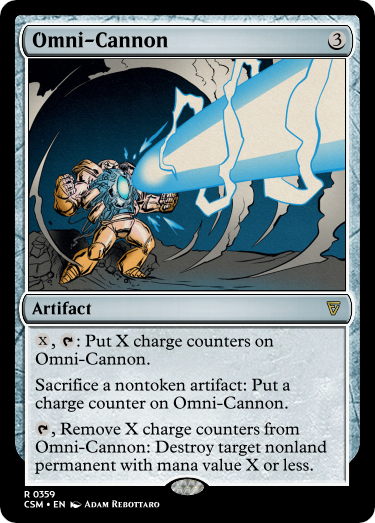 Omni-Cannon 3
Artifact
X, T: Put X charge counters on
Omni-Cannon.
Sacrifice a nontoken artifact: Put a
charge counter on Omni-Cannon.
T, Remove X charge counters from
Omni-Cannon: Destroy target nonland
permanent with mana value X or less.
R 0359
CSM • EN Adam Rebottaro